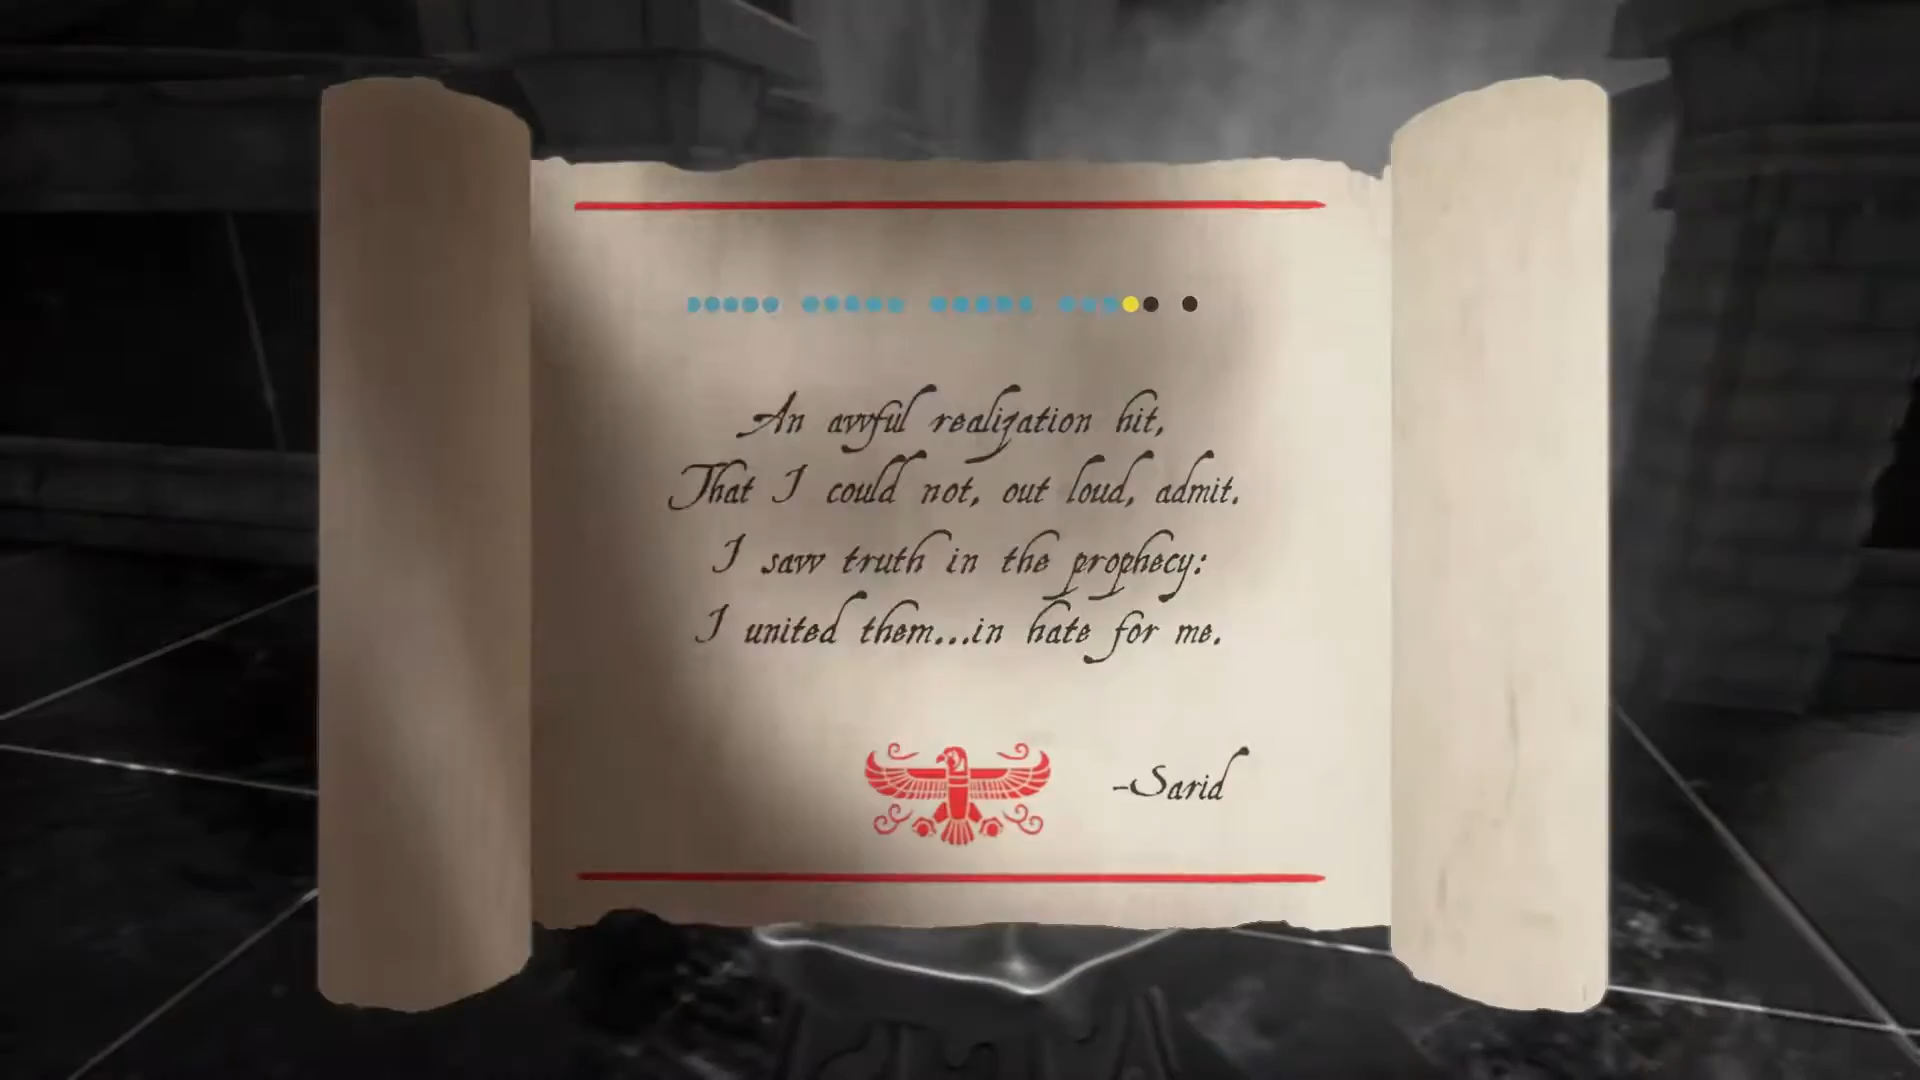 An awful realization hit,
That I could not, out loud, admit.
I saw truth in the prophecy:
I united them...in hate for me.
-Sarid